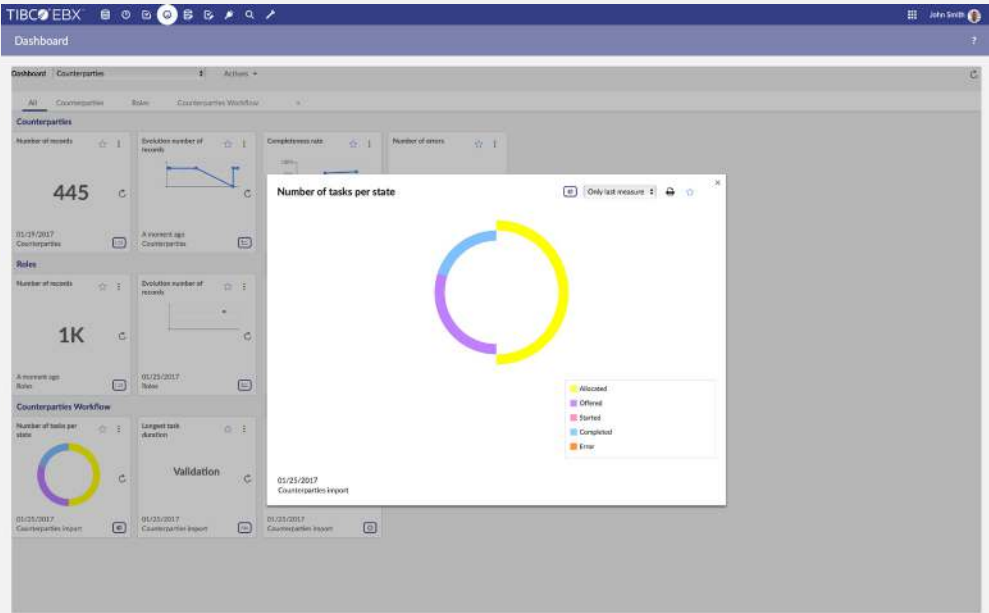 TIBCO EBX
John Smith
Dashboard
?
Dashboard
Counterparties
Actions
All
Counterparties
Roles
Counterparties Workflow
+
Counterparties
Number of records
445
01/19/2017
Counterparties
Evolution number of
records
A moment ago
Counterparties
Completeness rate
100%
Number of errors
Roles
Number of records
1K
A moment ago
Roles
Evolution number of
records
01/25/2017
Roles
Counterparties Workflow
Number of tasks per
state
01/25/2017
Counterparties import
Longest task
duration
Validation
01/25/2017
Counterparties import
01/25/2017
Counterparties import
Number of tasks per state
Only last measure
Allocated
Offered
Started
Completed
Error
01/25/2017
Counterparties import